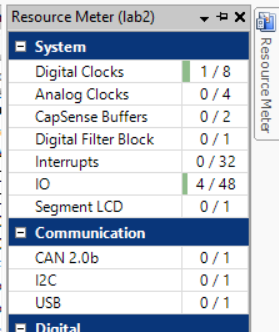 Resource Meter (lab2)
Resource Meter
System
Digital Clocks 1 / 8
Analog Clocks 0 / 4
CapSense Buffers 0 / 2
Digital Filter Block 0 / 1
Interrupts 0 / 32
IO 4 / 48
Segment LCD 0 / 1
Communication
CAN 2.0b 0 / 1
I2C 0 / 1
USB 0 / 1
Digital